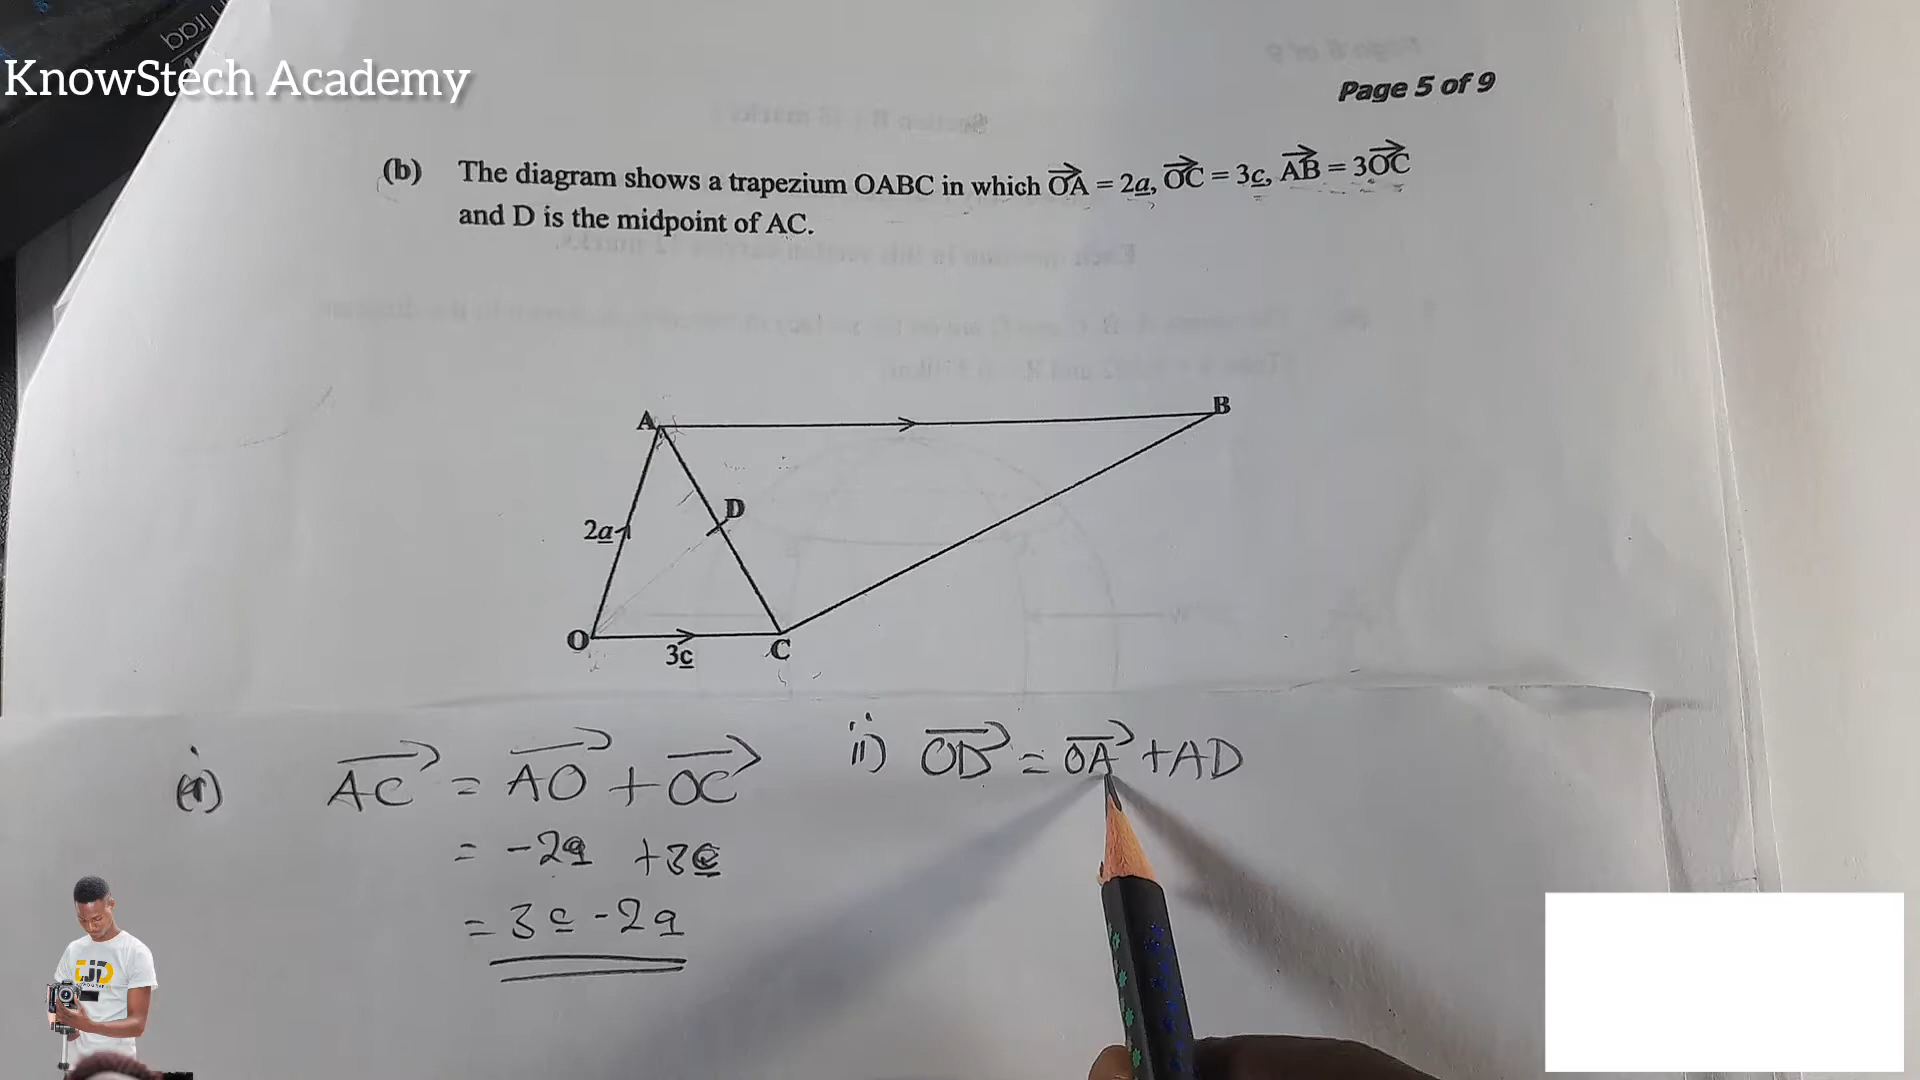 KnowStech Academy
Page 5 of 9
(b) The diagram shows a trapezium OABC in which OA = 2a, OC = 3c, AB = 3OC
and D is the midpoint of AC.
A
B
D
2a
O
3c
C
AC = AO + OC
= -2a +3c
= 3c - 2a
ii) OD = OA + AD